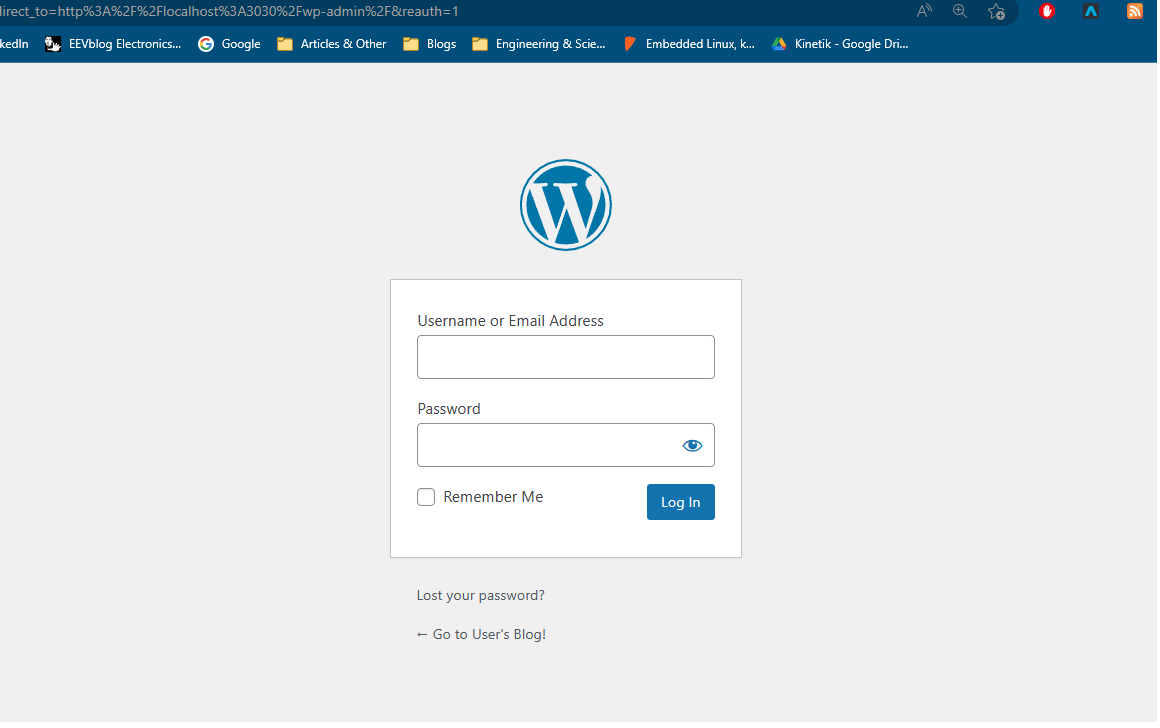 direct_to=http%3A%2F%2Flocalhost%3A3030%2Fwp-admin%2F&reauth=1
kedIn EEVblog Electronics... Google Articles & Other Blogs Engineering & Scie... Embedded Linux, k... Kinetik - Google Dri...
Username or Email Address
Password
Remember Me
Log In
Lost your password?
← Go to User's Blog!